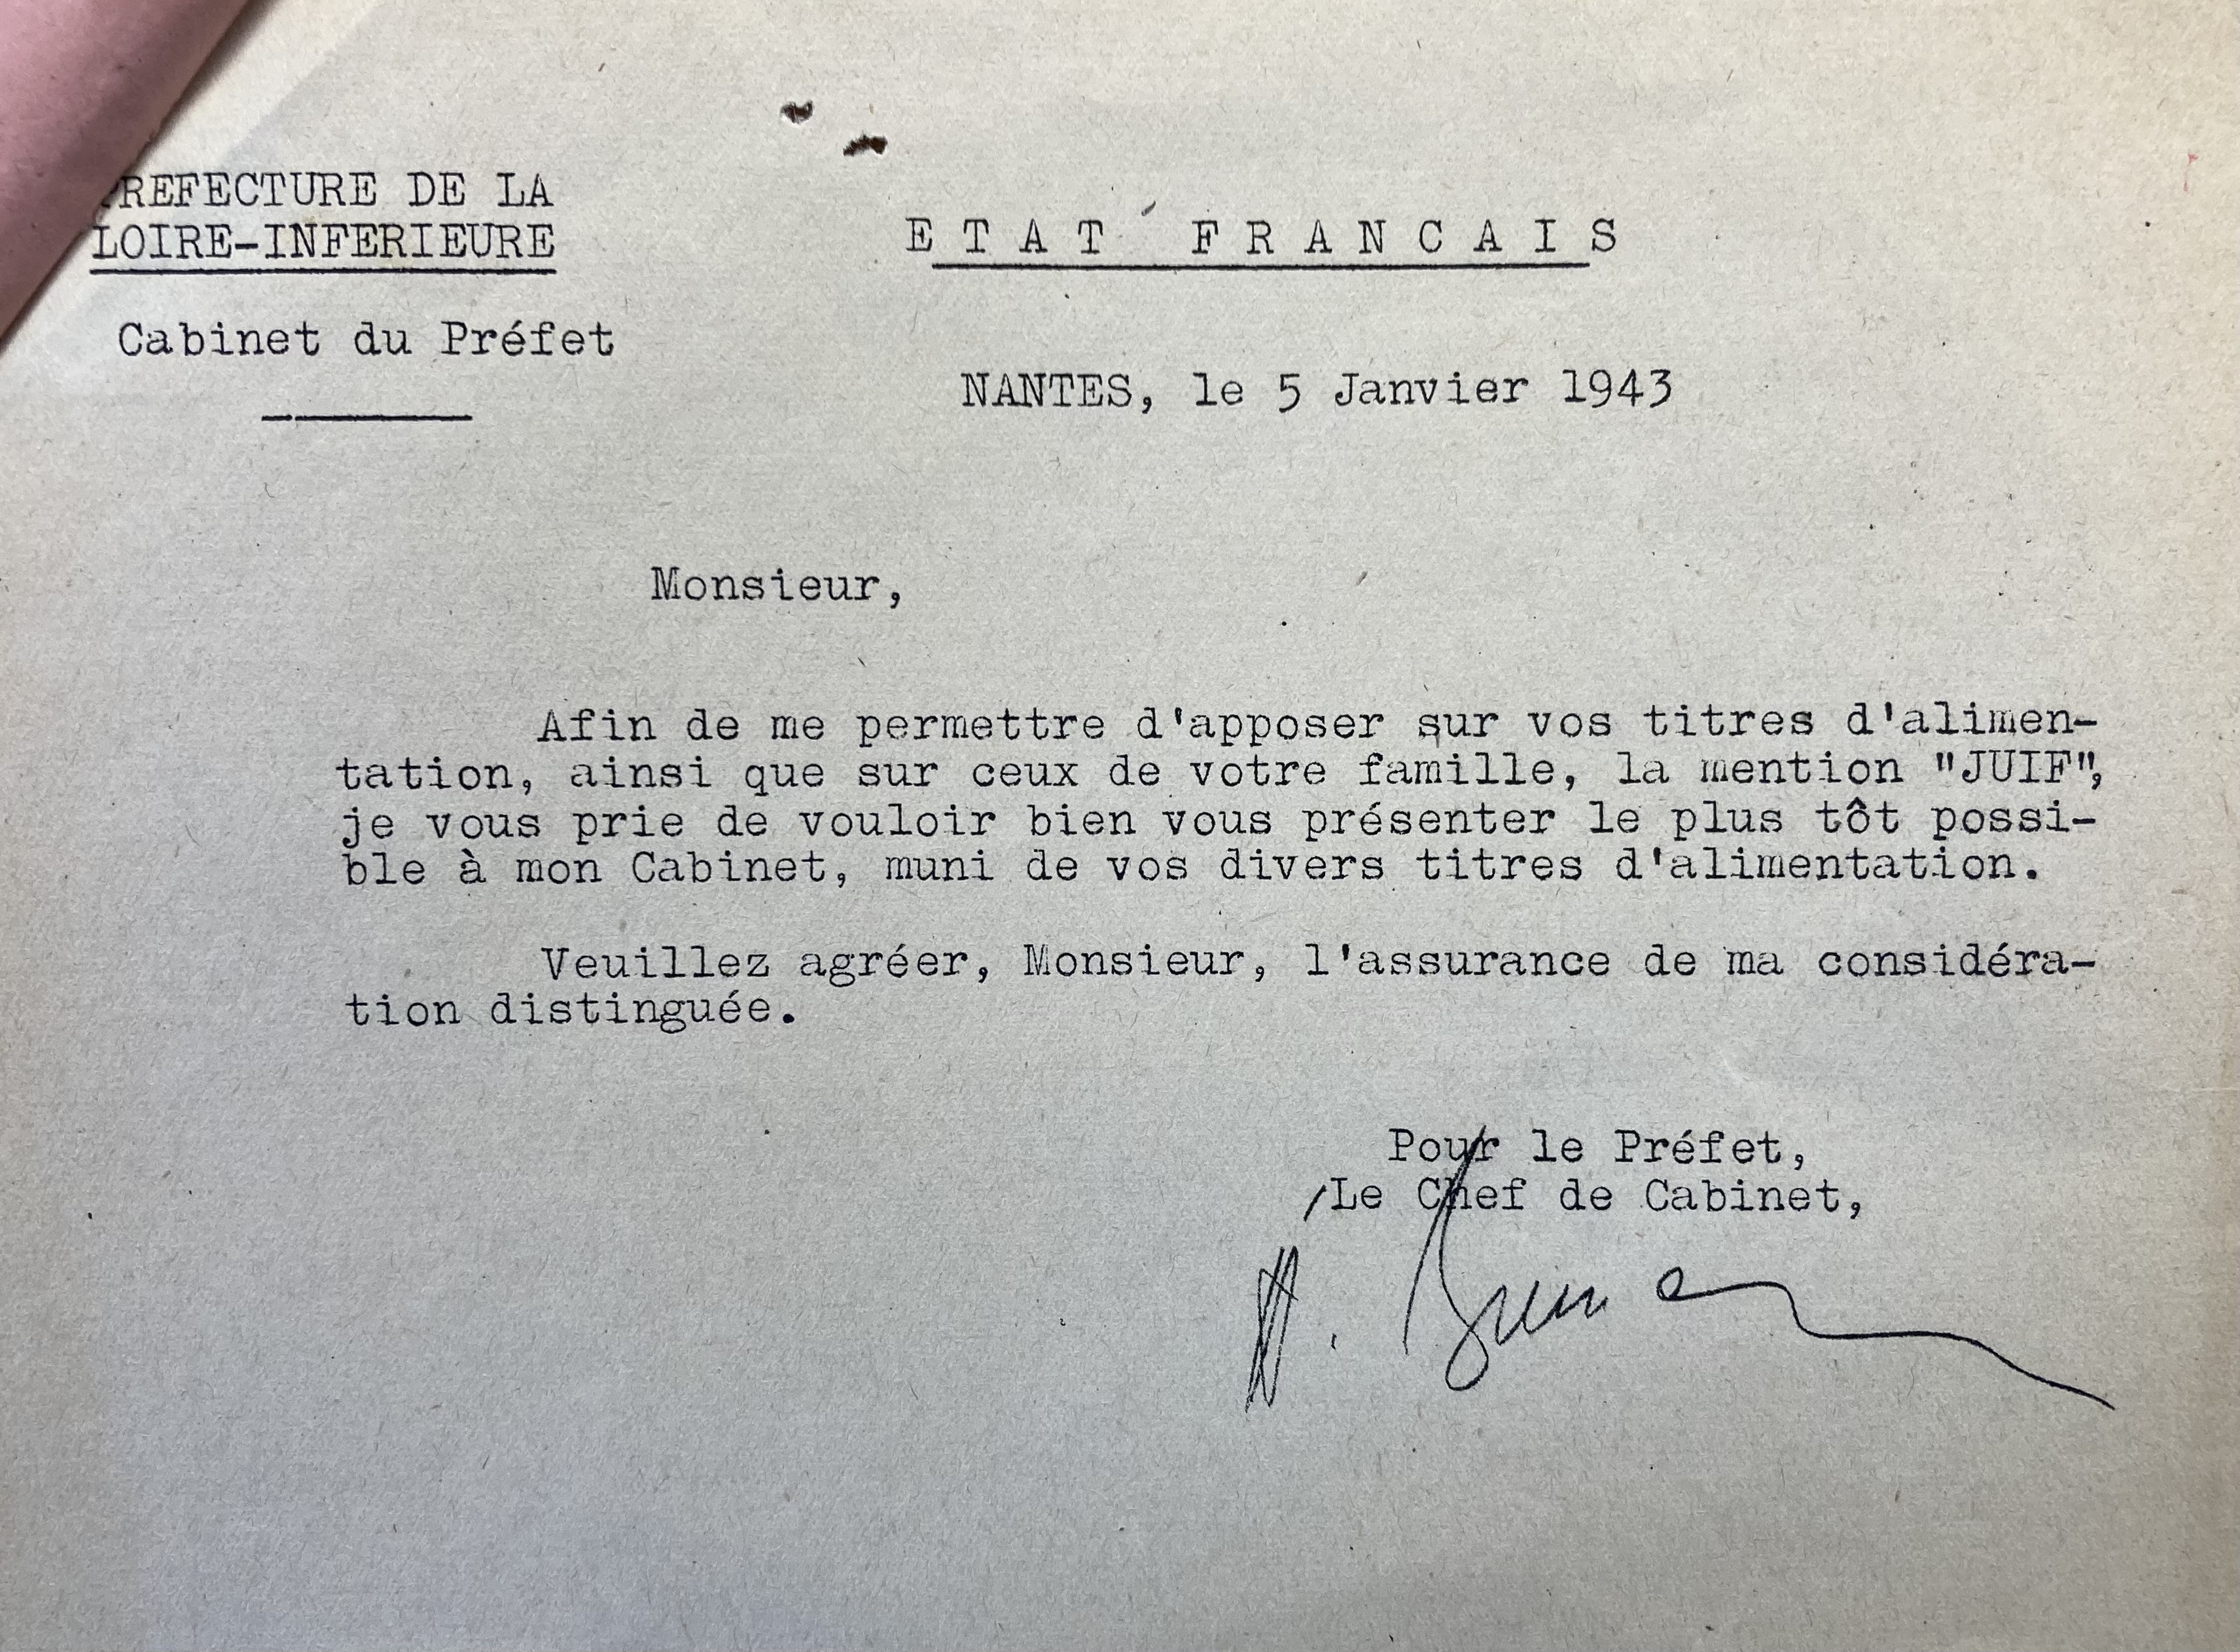 PREFECTURE DE LA
LOIRE-INFERIEURE
ETAT FRANCAIS
Cabinet du Préfet
NANTES, le 5 Janvier 1943
Monsieur,
Afin de me permettre d'apposer sur vos titres d'alimen-
tation, ainsi que sur ceux de votre famille, la mention "JUIF",
je vous prie de vouloir bien vous présenter le plus tôt possi-
ble à mon Cabinet, muni de vos divers titres d'alimentation.
Veuillez agréer, Monsieur, l'assurance de ma considéra-
tion distinguée.
Pour le Préfet,
/Le Chef de Cabinet,